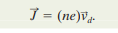 J⃗ = (ne)v⃗_d.